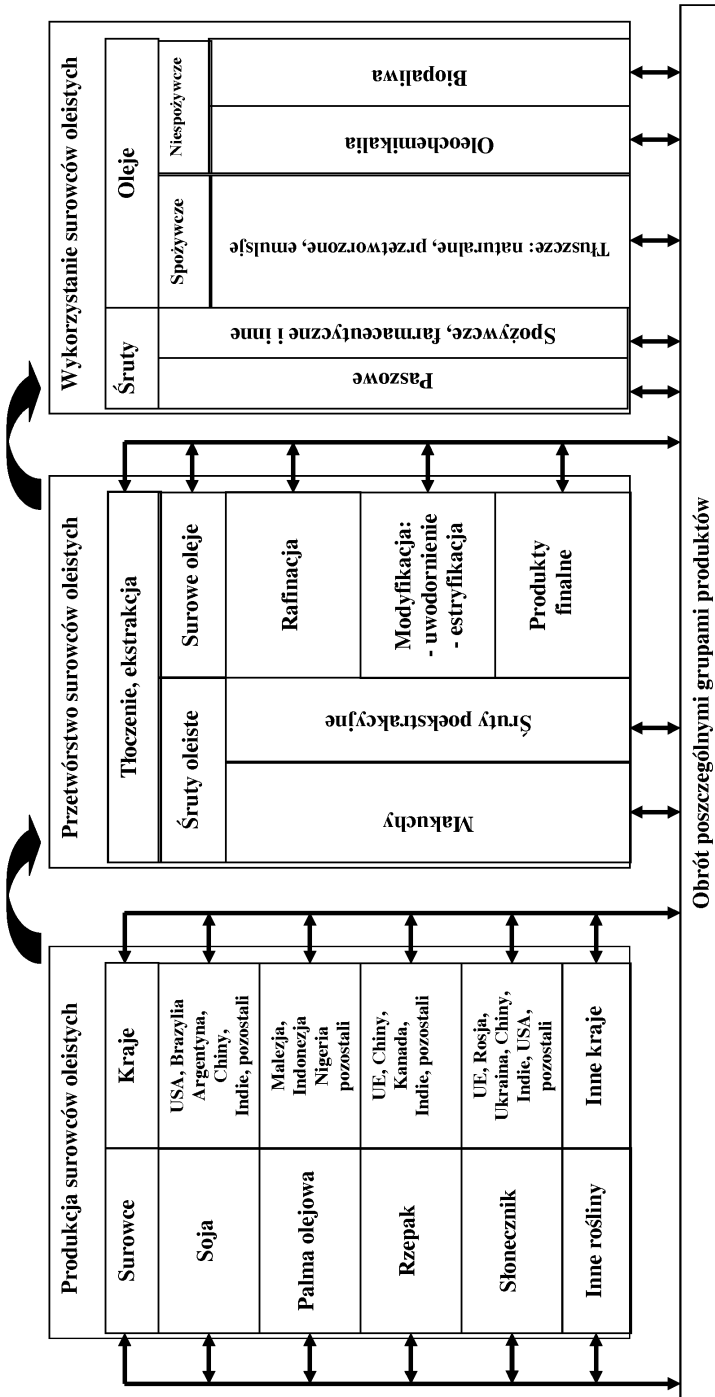 Produkcja surowców oleistych
Surowce
Kraje
Soja
USA, Brazylia
Argentyna,
Chiny,
Indie, pozostali
Palma olejowa
Malezja,
Indonezja
Nigeria
pozostali
Rzepak
UE, Chiny,
Kanada,
Indie, pozostali
Słonecznik
UE, Rosja,
Ukraina, Chiny,
Indie, USA,
pozostali
Inne rośliny
Inne kraje
Przetwórstwo surowców oleistych
Tłoczenie, ekstrakcja
Śruty oleiste
Surowe oleje
Makuchy
Śruty poekstrakcyjne
Rafinacja
Modyfikacja:
- uwodornienie
- estryfikacja
Produkty
finalne
Wykorzystanie surowców oleistych
Śruty
Oleje
Spożywcze
Niespożywcze
Paszowe
Spożywcze, farmaceutyczne i inne
Tłuszcze: naturalne, przetworzone, emulsje
Oleochemikalia
Biopaliwa
Obrót poszczególnymi grupami produktów